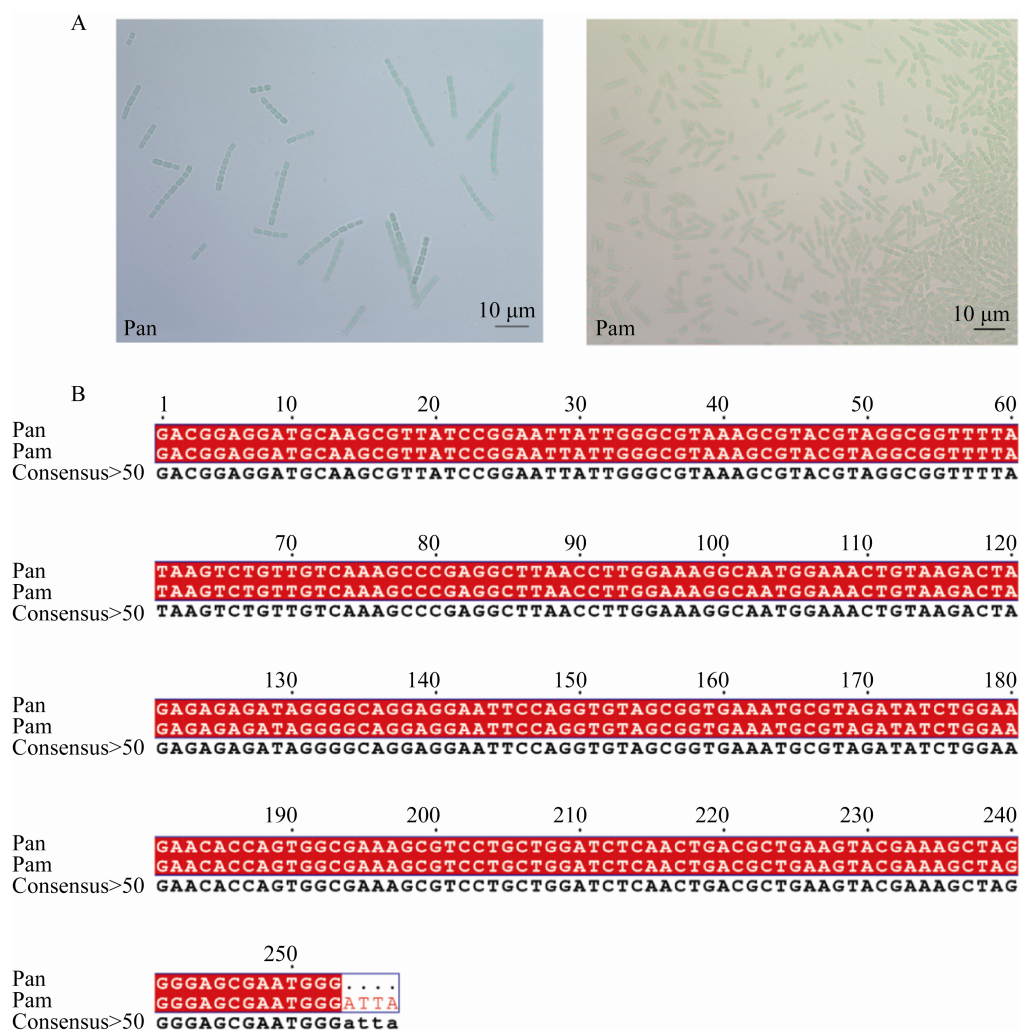 A
10 μm
Pan
10 μm
Pam
B
1 10 20 30 40 50 60
Pan GACGGAGGATGCAAGCGTTATCCGGAATTATTGGGCGTAAAGCGTACGTAGGCGGTTTTA
Pam GACGGAGGATGCAAGCGTTATCCGGAATTATTGGGCGTAAAGCGTACGTAGGCGGTTTTA
Consensus>50 GACGGAGGATGCAAGCGTTATCCGGAATTATTGGGCGTAAAGCGTACGTAGGCGGTTTTA
70 80 90 100 110 120
Pan TAAGTCTGTTGTCAAAGCCCGAGGCTTAACCTTGGAAAGGCAATGGAAACTGTAAGACTA
Pam TAAGTCTGTTGTCAAAGCCCGAGGCTTAACCTTGGAAAGGCAATGGAAACTGTAAGACTA
Consensus>50 TAAGTCTGTTGTCAAAGCCCGAGGCTTAACCTTGGAAAGGCAATGGAAACTGTAAGACTA
130 140 150 160 170 180
Pan GAGAGAGATAGGGGCAGGAGGAATTCCAGGTGTAGCGGTGAAATGCGTAGATATCTGGAA
Pam GAGAGAGATAGGGGCAGGAGGAATTCCAGGTGTAGCGGTGAAATGCGTAGATATCTGGAA
Consensus>50 GAGAGAGATAGGGGCAGGAGGAATTCCAGGTGTAGCGGTGAAATGCGTAGATATCTGGAA
190 200 210 220 230 240
Pan GAACACCAGTGGCGAAAGCGTCCTGCTGGATCTCAACTGACGCTGAAGTACGAAAGCTAG
Pam GAACACCAGTGGCGAAAGCGTCCTGCTGGATCTCAACTGACGCTGAAGTACGAAAGCTAG
Consensus>50 GAACACCAGTGGCGAAAGCGTCCTGCTGGATCTCAACTGACGCTGAAGTACGAAAGCTAG
250
Pan GGGAGCGAATGGG....
Pam GGGAGCGAATGGGATTA
Consensus>50 GGGAGCGAATGGGatta